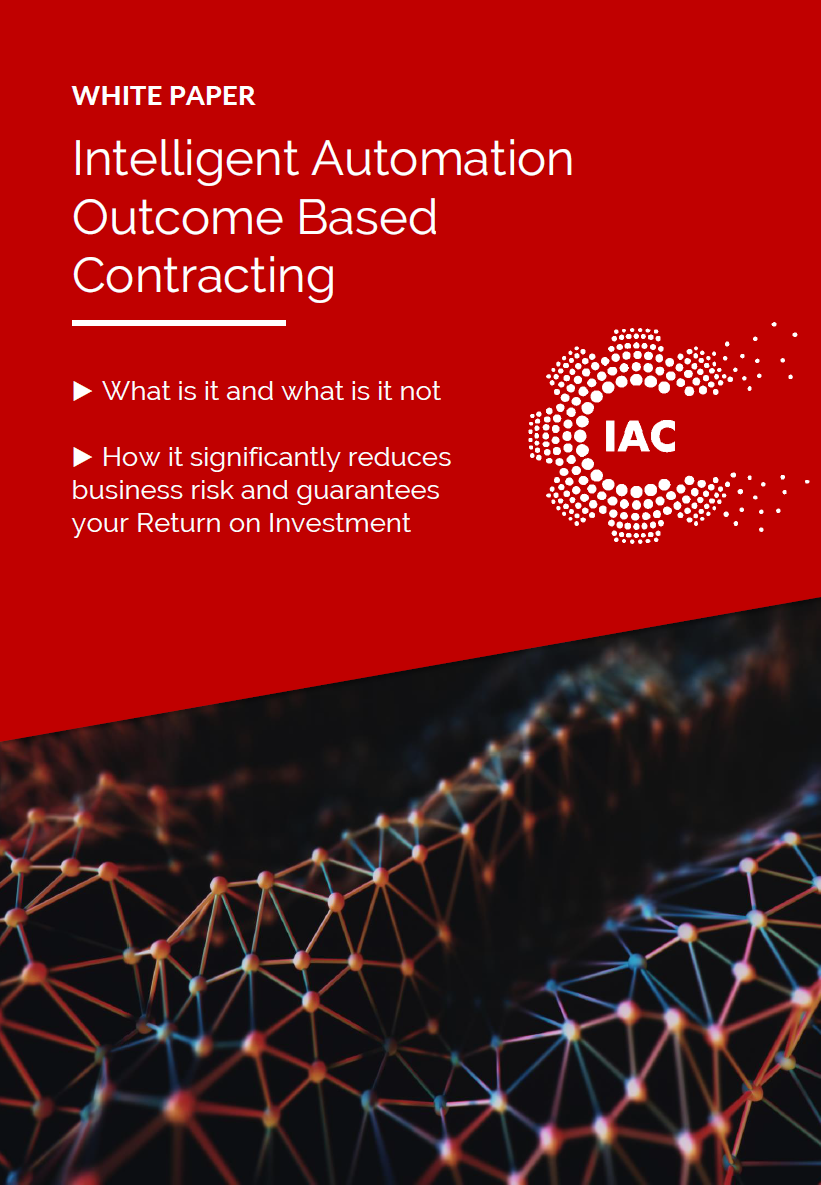 WHITE PAPER
Intelligent Automation
Outcome Based
Contracting
▶ What is it and what is it not
▶ How it significantly reduces
business risk and guarantees
your Return on Investment
IAC